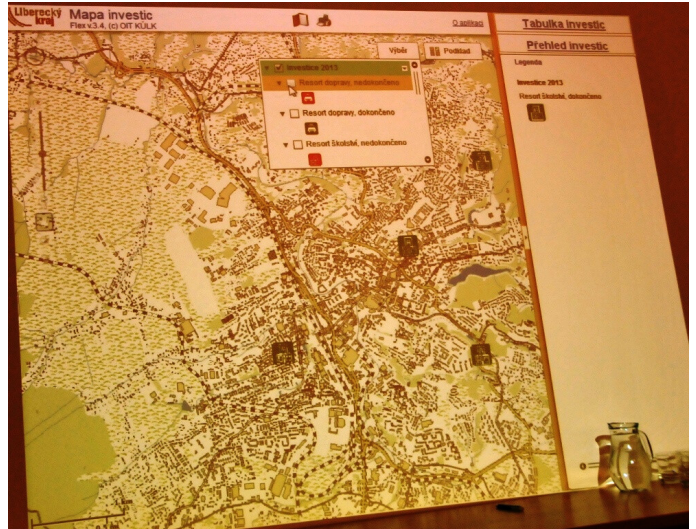 Liberecký
kraj
Mapa investic
Flex v.3.4, (c) OIT KÚLK
O aplikaci
Výběr
Podklad
Investice 2013
Resort dopravy, nedokončeno
Resort dopravy, dokončeno
Resort školství, nedokončeno
Tabulka investic
Přehled investic
Legenda
Investice 2013
Resort školství, dokončeno